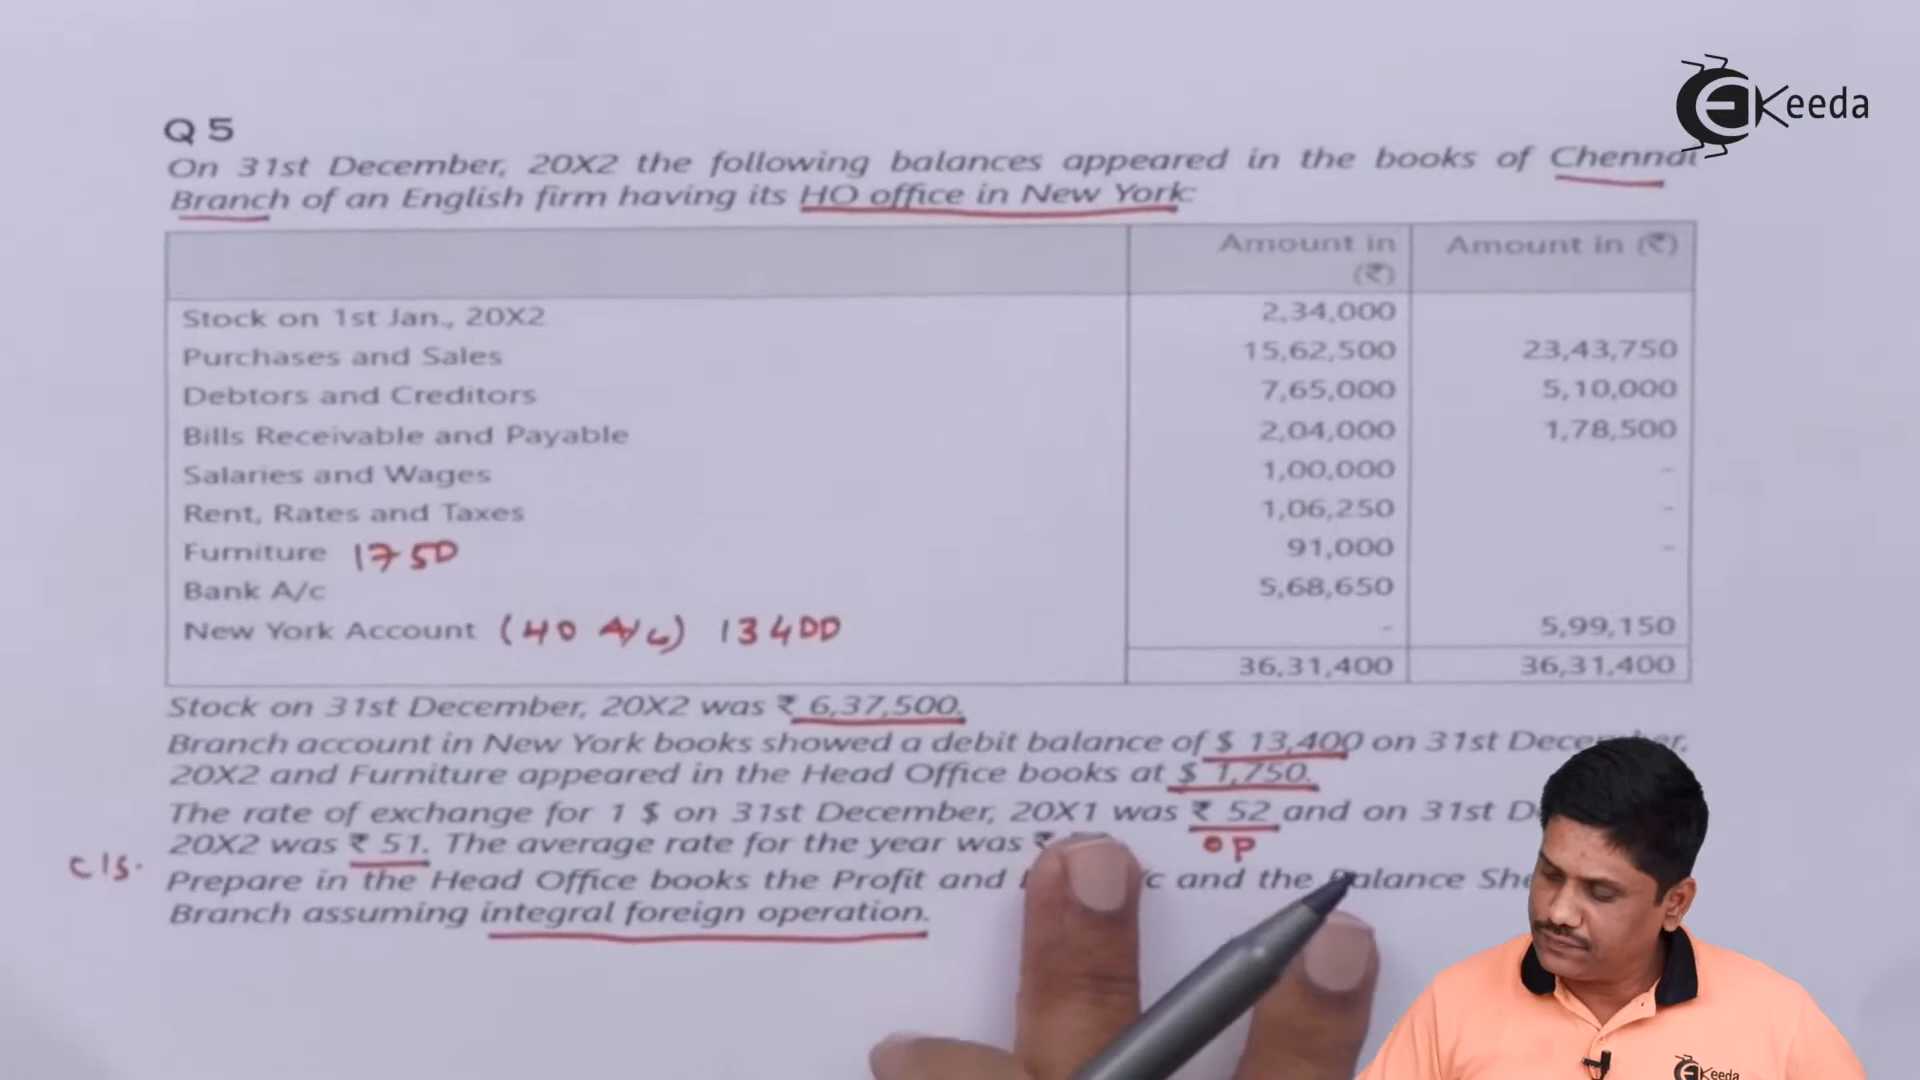 Keeda
Q 5
On 31st December, 20X2 the following balances appeared in the books of Chennai
Branch of an English firm having its HO office in New York:
Amount in (₹) Amount in (₹)
Stock on 1st Jan., 20X2 2,34,000
Purchases and Sales 15,62,500 23,43,750
Debtors and Creditors 7,65,000 5,10,000
Bills Receivable and Payable 2,04,000 1,78,500
Salaries and Wages 1,00,000 -
Rent, Rates and Taxes 1,06,250 -
Furniture 1750 91,000 -
Bank A/c 5,68,650
New York Account (HO A/c) 13400 - 5,99,150
36,31,400 36,31,400
Stock on 31st December, 20X2 was ₹ 6,37,500.
Branch account in New York books showed a debit balance of $ 13,400 on 31st
20X2 and Furniture appeared in the Head Office books at $ 1,750.
The rate of exchange for 1 $ on 31st December, 20X1 was ₹ 52 and on 31st
20X2 was ₹ 51. The average rate for the year was ₹ OP
Cls. Prepare in the Head Office books the Profit and and the Balance
Branch assuming integral foreign operation.
Keeda